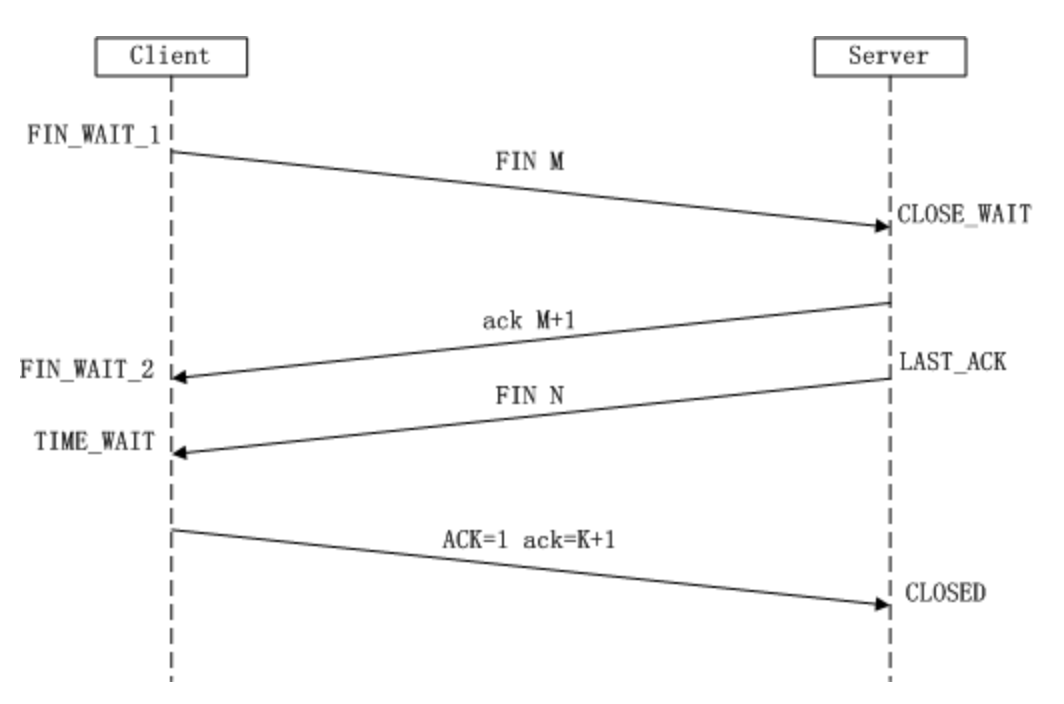 Client
Server
FIN_WAIT_1
FIN M
CLOSE_WAIT
ack M+1
FIN_WAIT_2
LAST_ACK
FIN N
TIME_WAIT
ACK=1 ack=K+1
CLOSED